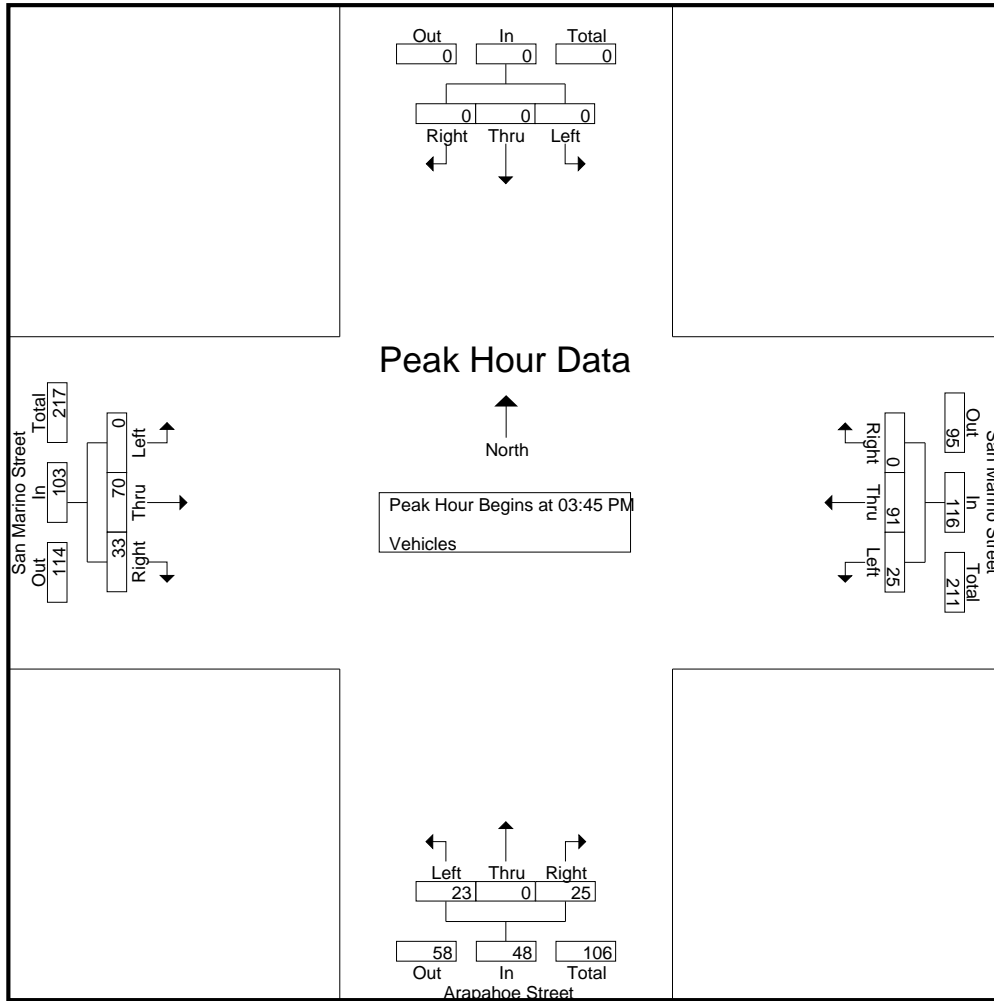 Out In Total
0 0 0
0 0 0
Right Thru Left
Peak Hour Data
North
Peak Hour Begins at 03:45 PM
Vehicles
San Marino Street
Out In Total
114 103 217
33 70 0
Right Thru Left
San Marino Street
Out In Total
95 116 211
0 91 25
Right Thru Left
Left Thru Right
23 0 25
58 48 106
Out In Total
Arapahoe Street